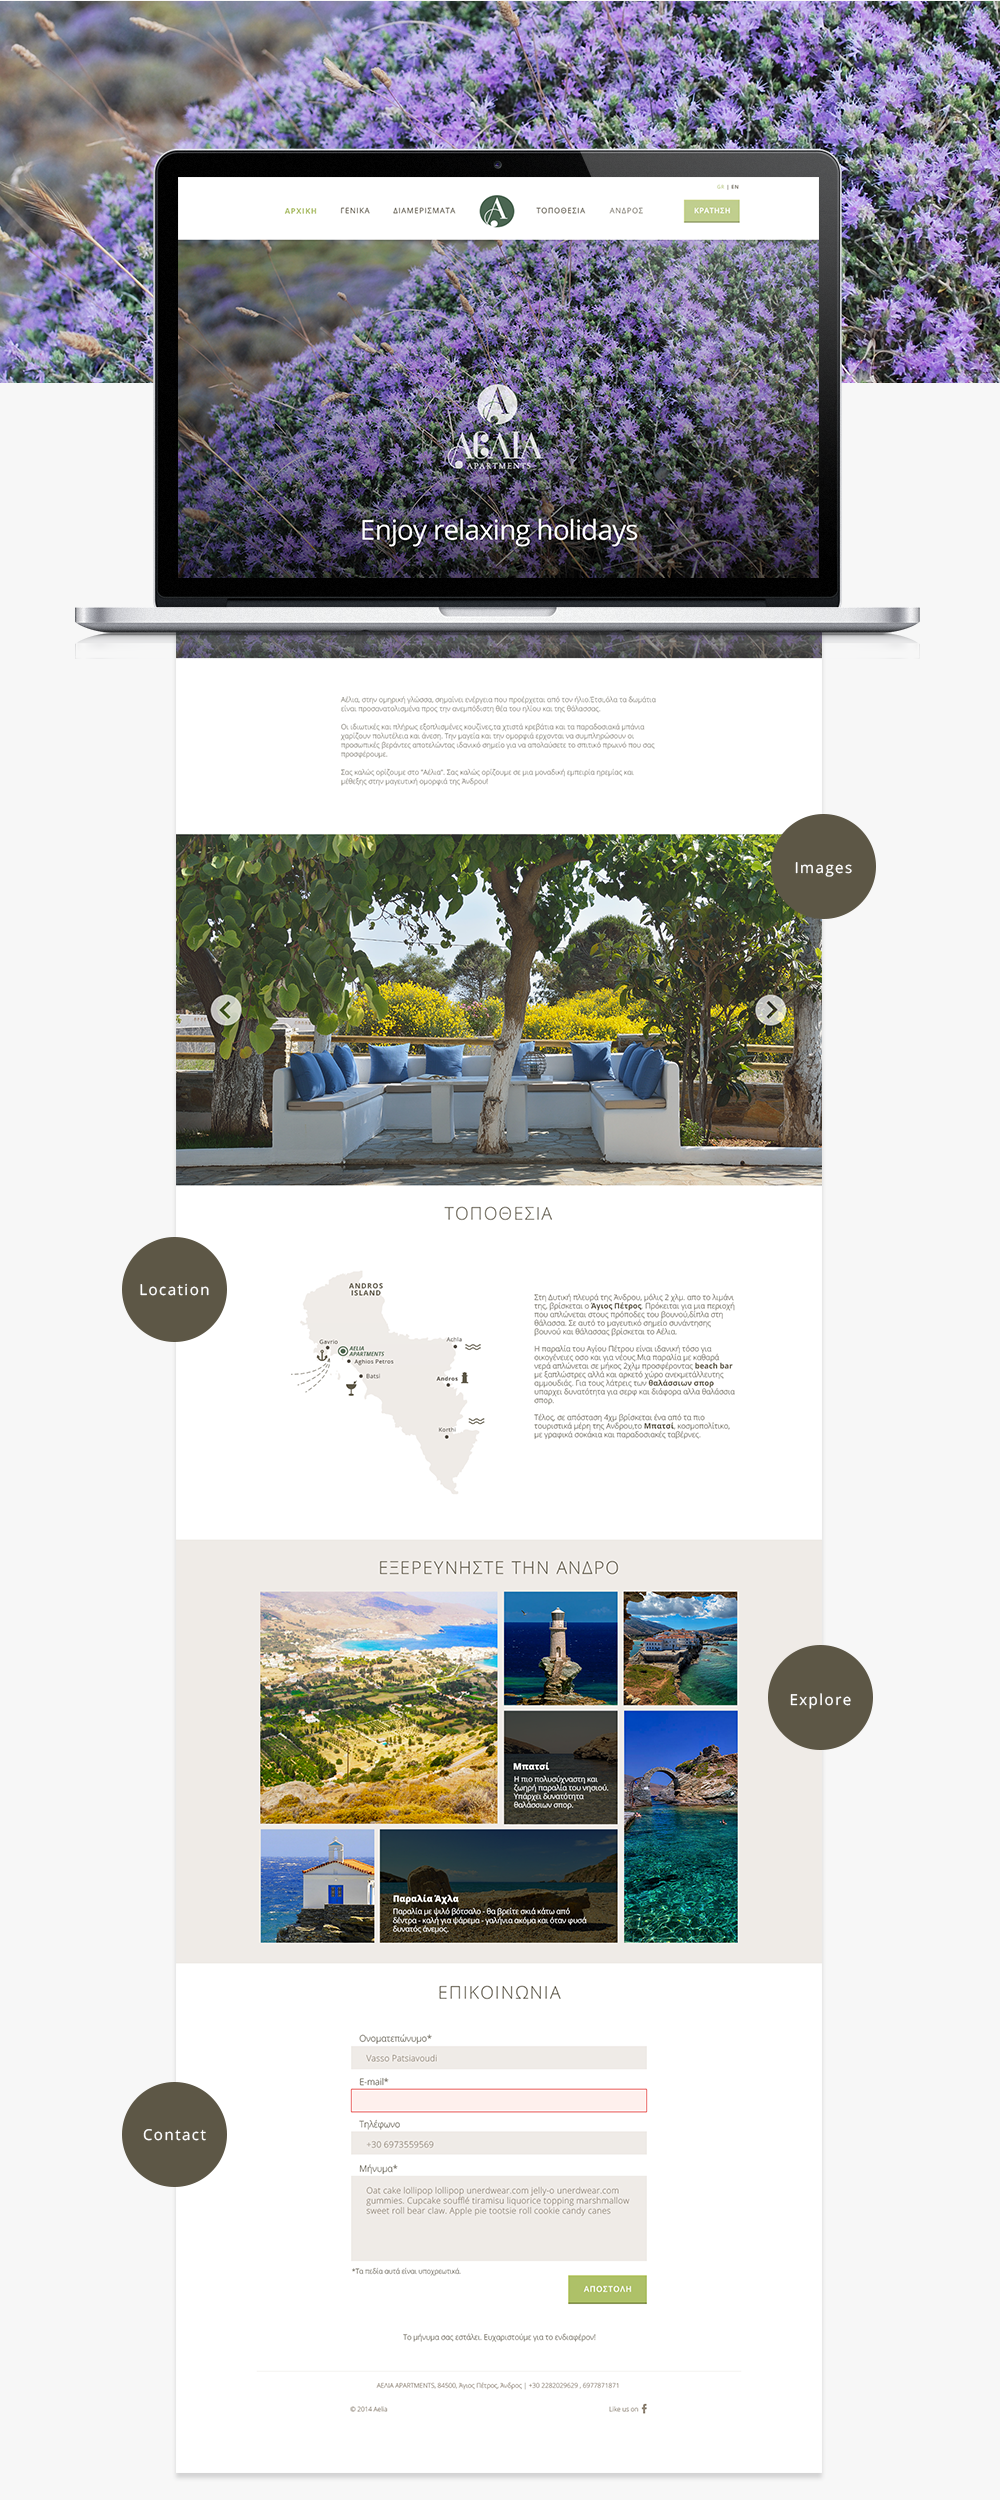 GR | EN
ΑΡΧΙΚΗ ΓΕΝΙΚΑ ΔΙΑΜΕΡΙΣΜΑΤΑ Α ΤΟΠΟΘΕΣΙΑ ΑΝΔΡΟΣ ΚΡΑΤΗΣΗ
Α
ΑΕΛΙΑ
APARTMENTS
Enjoy relaxing holidays
Αέλια, στην ομηρική γλώσσα, σημαίνει ενέργεια που προέρχεται από τον ήλιο.Έτσι,όλα τα δωμάτια
είναι προσανατολισμένα προς την ανεμπόδιστη θέα του ηλίου και της θάλασσας.
Οι ιδιωτικές και πλήρως εξοπλισμένες κουζίνες,τα χτιστά κρεβάτια και τα παραδοσιακά μπάνια
χαρίζουν πολυτέλεια και άνεση. Την μαγεία και την ομορφιά ερχονται να συμπληρώσουν οι
προσωπικές βεράντες αποτελώντας ιδανικό σημείο για να απολαύσετε το σπιτικό πρωινό που σας
προσφέρουμε.
Σας καλώς ορίζουμε στο "Αέλια". Σας καλώς ορίζουμε σε μια μοναδική εμπειρία ηρεμίας και
μέθεξης στην μαγευτική ομορφιά της Άνδρου!
Images
ΤΟΠΟΘΕΣΙΑ
Location
ANDROS
ISLAND
Gavrio
AELIA
APARTMENTS
Aghios Petros
Batsi
Achla
Andros
Korthi
Στη Δυτική πλευρά της Άνδρου, μόλις 2 χλμ. απο το λιμάνι
της, βρίσκεται ο Άγιος Πέτρος. Πρόκειται για μια περιοχή
που απλώνεται στους πρόποδες του βουνού,δίπλα στη
θάλασσα. Σε αυτό το μαγευτικό σημείο συνάντησης
βουνού και θάλασσας βρίσκεται το Αέλια.
Η παραλία του Αγίου Πέτρου είναι ιδανική τόσο για
οικογένειες οσο και για νέους.Μια παραλία με καθαρά
νερά απλώνεται σε μήκος 2χλμ προσφέροντας beach bar
με ξαπλώστρες αλλά και αρκετό χώρο ανεκμετάλλευτης
αμμουδιάς. Για τους λάτρεις των θαλάσσιων σπορ
υπαρχει δυνατότητα για σερφ και διάφορα αλλα θαλάσσια
σπορ.
Τέλος, σε απόσταση 4χμ βρίσκεται ένα από τα πιο
τουριστικά μέρη της Ανδρου,το Μπατσί, κοσμοπολίτικο,
με γραφικά σοκάκια και παραδοσιακές ταβέρνες.
ΕΞΕΡΕΥΝΗΣΤΕ ΤΗΝ ΑΝΔΡΟ
Explore
Μπατσί
Η πιο πολυσύχναστη και
ζωηρή παραλία του νησιού.
Υπάρχει δυνατότητα
θαλάσσιων σπορ.
Παραλία Άχλα
Παραλία με ψιλό βότσαλο - θα βρείτε σκιά κάτω από
δέντρα - καλή για ψάρεμα - γαλήνια ακόμα και όταν φυσά
δυνατός άνεμος.
ΕΠΙΚΟΙΝΩΝΙΑ
Ονοματεπώνυμο*
Vasso Patsiavoudi
E-mail*
Contact
Τηλέφωνο
+30 6973559569
Μήνυμα*
Oat cake lollipop lollipop unerdwear.com jelly-o unerdwear.com
gummies. Cupcake soufflé tiramisu liquorice topping marshmallow
sweet roll bear claw. Apple pie tootsie roll cookie candy canes
*Τα πεδία αυτά είναι υποχρεωτικά.
ΑΠΟΣΤΟΛΗ
Το μήνυμα σας εστάλει. Ευχαριστούμε για το ενδιαφέρον!
ΑΕΛΙΑ APARTMENTS, 84500, Άγιος Πέτρος, Άνδρος | +30 2282029629 , 6977871871
© 2014 Aelia
Like us on f